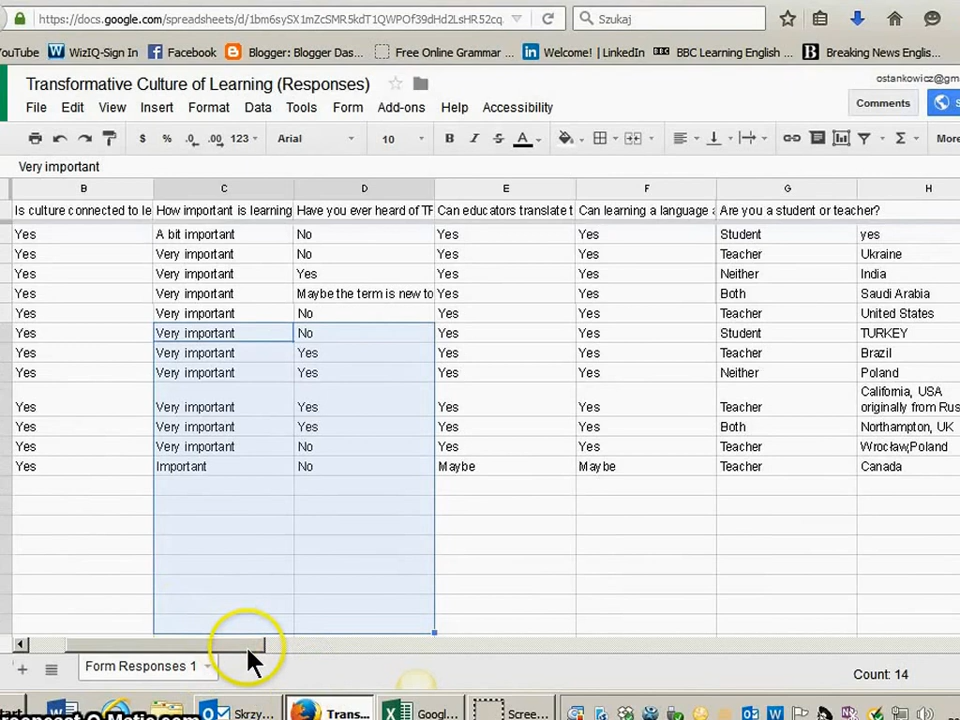 https://docs.google.com/spreadsheets/d/1bm6sySX1mZcSMR5kdT1QWPOf39dHd2LsHR52cq.
Szukaj
YouTube WizIQ-Sign In Facebook Blogger: Blogger Das... Free Online Grammar ... Welcome! | LinkedIn BBC Learning English ... Breaking News Englis...
Transformative Culture of Learning (Responses)
ostankowicz@gm
File Edit View Insert Format Data Tools Form Add-ons Help Accessibility
Comments
$ % .0 .00 123 Arial 10 B I S A Σ More
Very important
B C D E F G H
Is culture connected to le How important is learning Have you ever heard of TF Can educators translate t Can learning a language a Are you a student or teacher?
Yes A bit important No Yes Yes Student yes
Yes Very important No Yes Yes Teacher Ukraine
Yes Very important Yes Yes Yes Neither India
Yes Very important Maybe the term is new to Yes Yes Both Saudi Arabia
Yes Very important No Yes Yes Teacher United States
Yes Very important No Yes Yes Student TURKEY
Yes Very important Yes Yes Yes Teacher Brazil
Yes Very important Yes Yes Yes Neither Poland
California, USA
Yes Very important Yes Yes Yes Teacher originally from Rus
Yes Very important Yes Yes Yes Both Northampton, UK
Yes Very important No Yes Yes Teacher Wrocław,Poland
Yes Important No Maybe Maybe Teacher Canada
Form Responses 1
Count: 14
Skrzy... Trans... Googl... Scree...